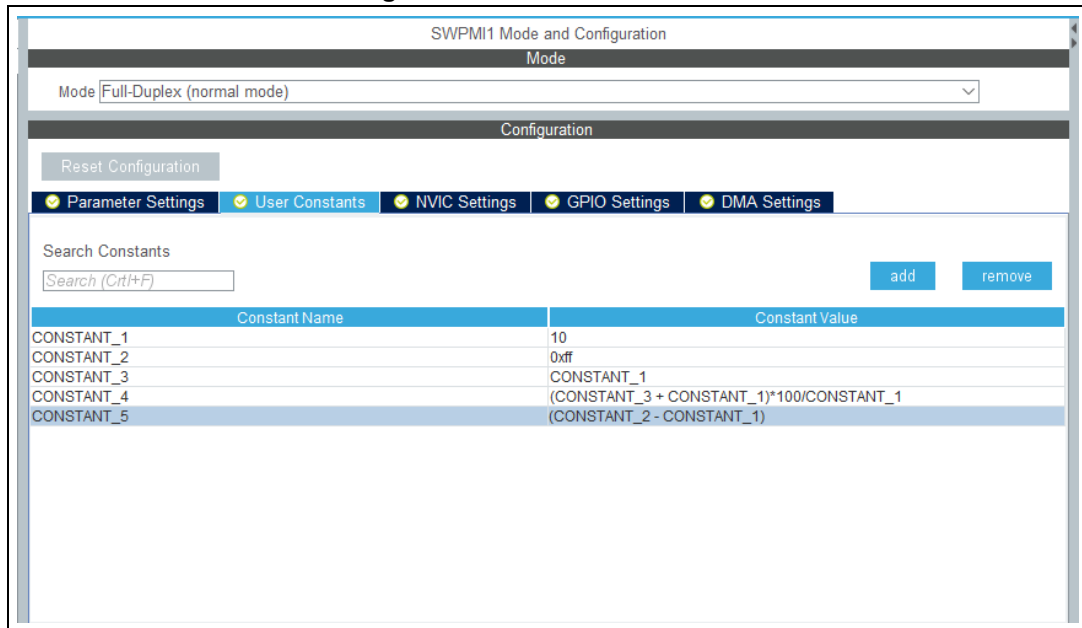 SWPMI1 Mode and Configuration
Mode
Mode Full-Duplex (normal mode)
Configuration
Reset Configuration
Parameter Settings User Constants NVIC Settings GPIO Settings DMA Settings
Search Constants
Search (Crtl+F) add remove
Constant Name Constant Value
CONSTANT_1 10
CONSTANT_2 0xff
CONSTANT_3 CONSTANT_1
CONSTANT_4 (CONSTANT_3 + CONSTANT_1)*100/CONSTANT_1
CONSTANT_5 (CONSTANT_2 - CONSTANT_1)